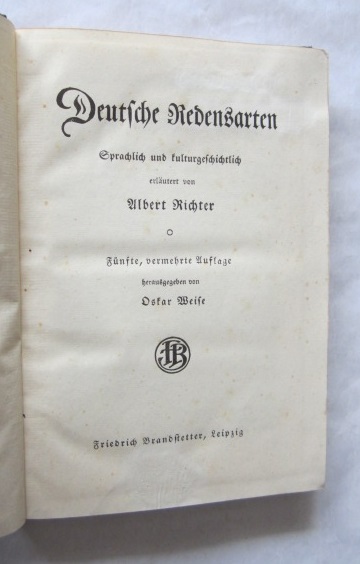 Deutsche Redensarten
Sprachlich und kulturgeschichtlich
erläutert von
Albert Richter
Fünfte, vermehrte Auflage
herausgegeben von
Oskar Weise
FB
Friedrich Brandstetter, Leipzig